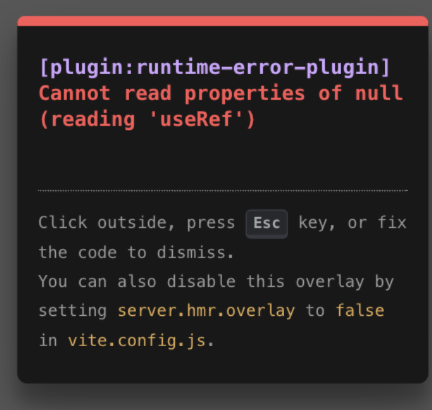 [plugin:runtime-error-plugin]
Cannot read properties of null
(reading 'useRef')
Click outside, press Esc key, or fix
the code to dismiss.
You can also disable this overlay by
setting server.hmr.overlay to false
in vite.config.js.